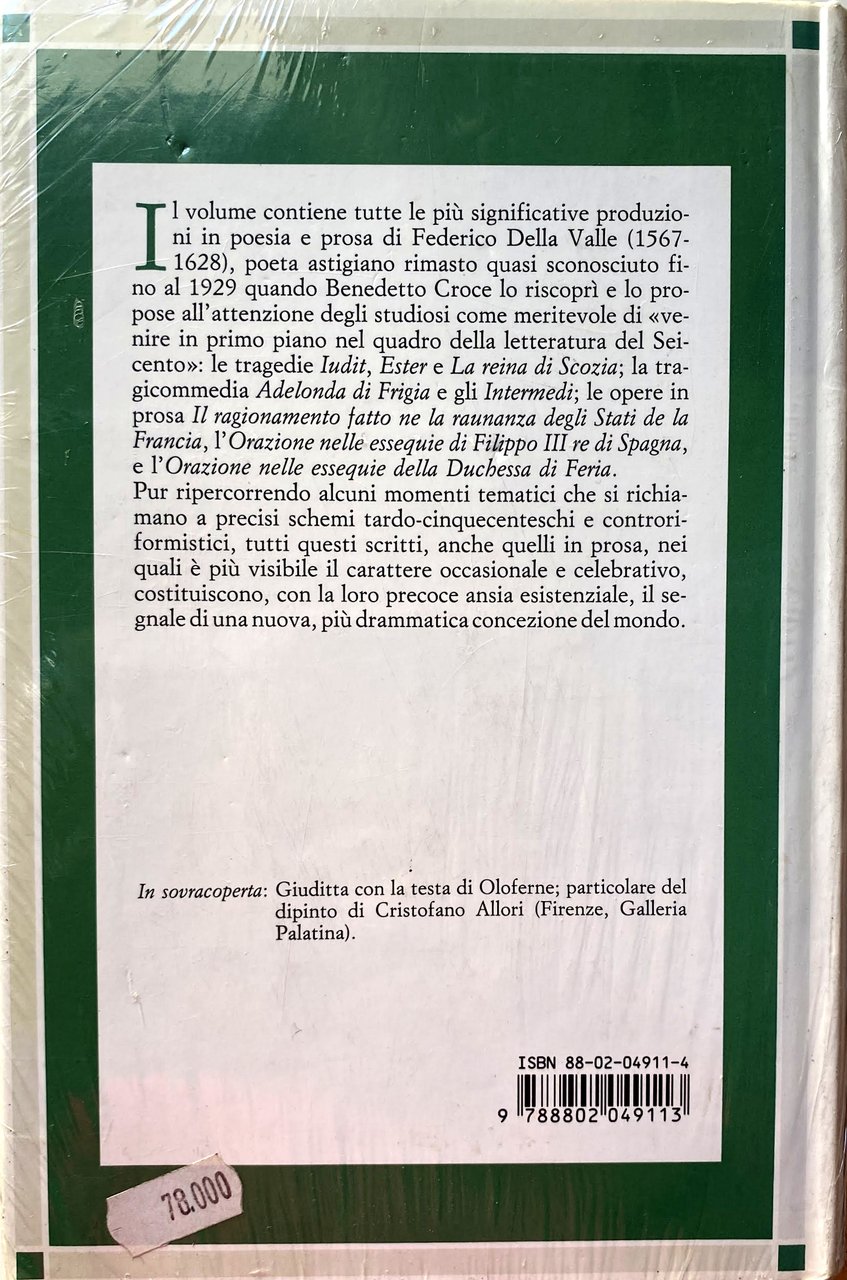 Il volume contiene tutte le più significative produzio-
ni in poesia e prosa di Federico Della Valle (1567-
1628), poeta astigiano rimasto quasi sconosciuto fi-
no al 1929 quando Benedetto Croce lo riscoprì e lo pro-
pose all'attenzione degli studiosi come meritevole di «ve-
nire in primo piano nel quadro della letteratura del Sei-
cento»: le tragedie Iudit, Ester e La reina di Scozia; la tra-
gicommedia Adelonda di Frigia e gli Intermedi; le opere in
prosa Il ragionamento fatto ne la raunanza degli Stati de la
Francia, l'Orazione nelle essequie di Filippo III re di Spagna,
e l'Orazione nelle essequie della Duchessa di Feria.
Pur ripercorrendo alcuni momenti tematici che si richia-
mano a precisi schemi tardo-cinquecenteschi e controri-
formistici, tutti questi scritti, anche quelli in prosa, nei
quali è più visibile il carattere occasionale e celebrativo,
costituiscono, con la loro precoce ansia esistenziale, il se-
gnale di una nuova, più drammatica concezione del mondo.
In sovracoperta: Giuditta con la testa di Oloferne; particolare del
dipinto di Cristofano Allori (Firenze, Galleria
Palatina).
ISBN 88-02-04911-4
9 788802 049113
78.000